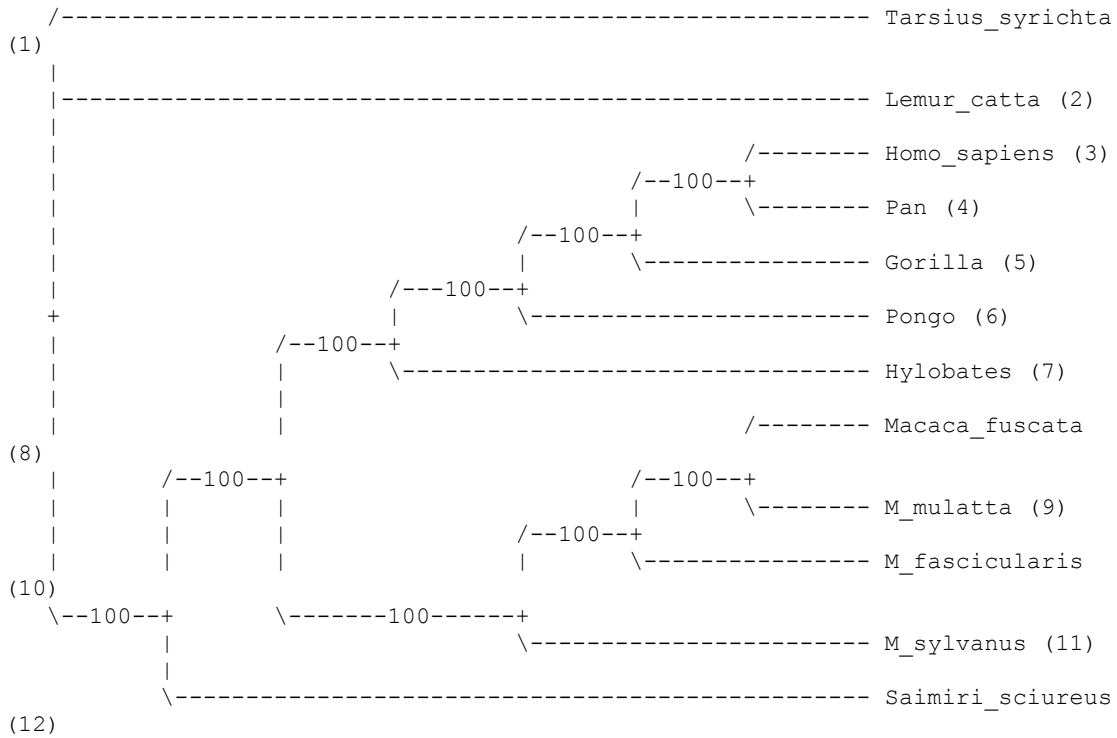 Tarsius_syrichta
(1)
Lemur_catta (2)
Homo_sapiens (3)
100
Pan (4)
100
Gorilla (5)
100
Pongo (6)
100
Hylobates (7)
Macaca_fuscata
(8)
100 100
M_mulatta (9)
100
M_fascicularis
(10)
100 100
M_sylvanus (11)
Saimiri_sciureus
(12)